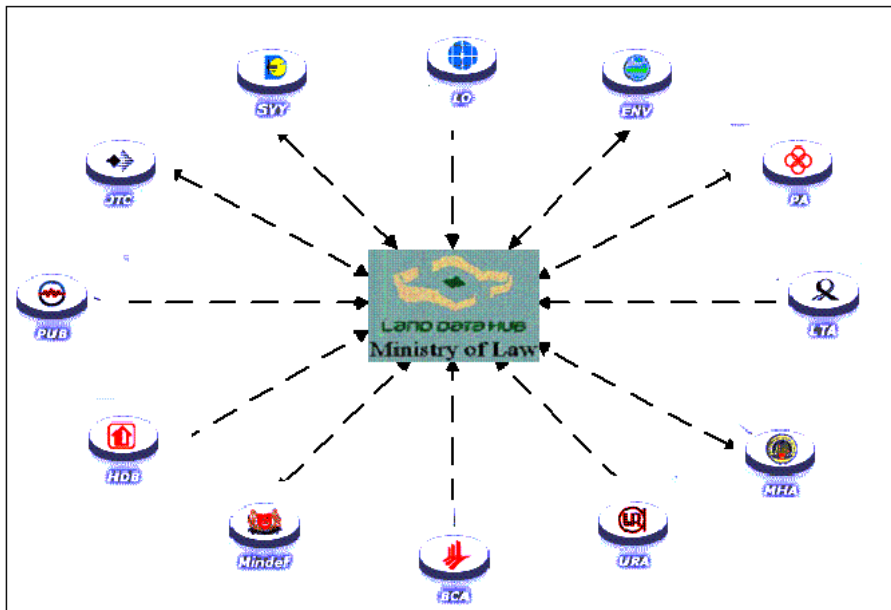 SVY
LO
ENV
JTC
PA
PUB
LTA
Land Data Hub
Ministry of Law
HDB
MHA
Mindef
URA
BCA